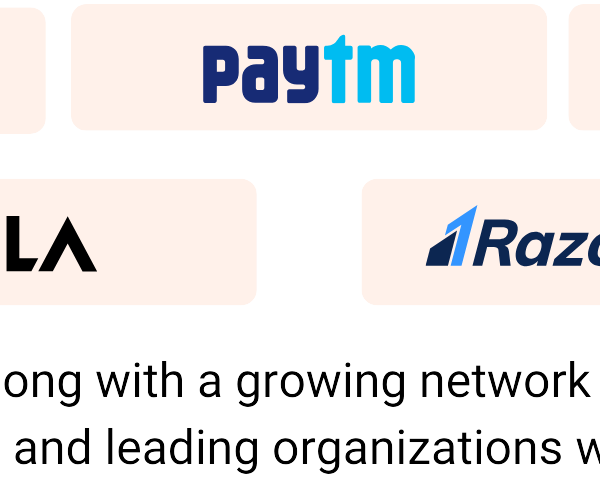 paytm
LA
Razo
ong with a growing network
and leading organizations w